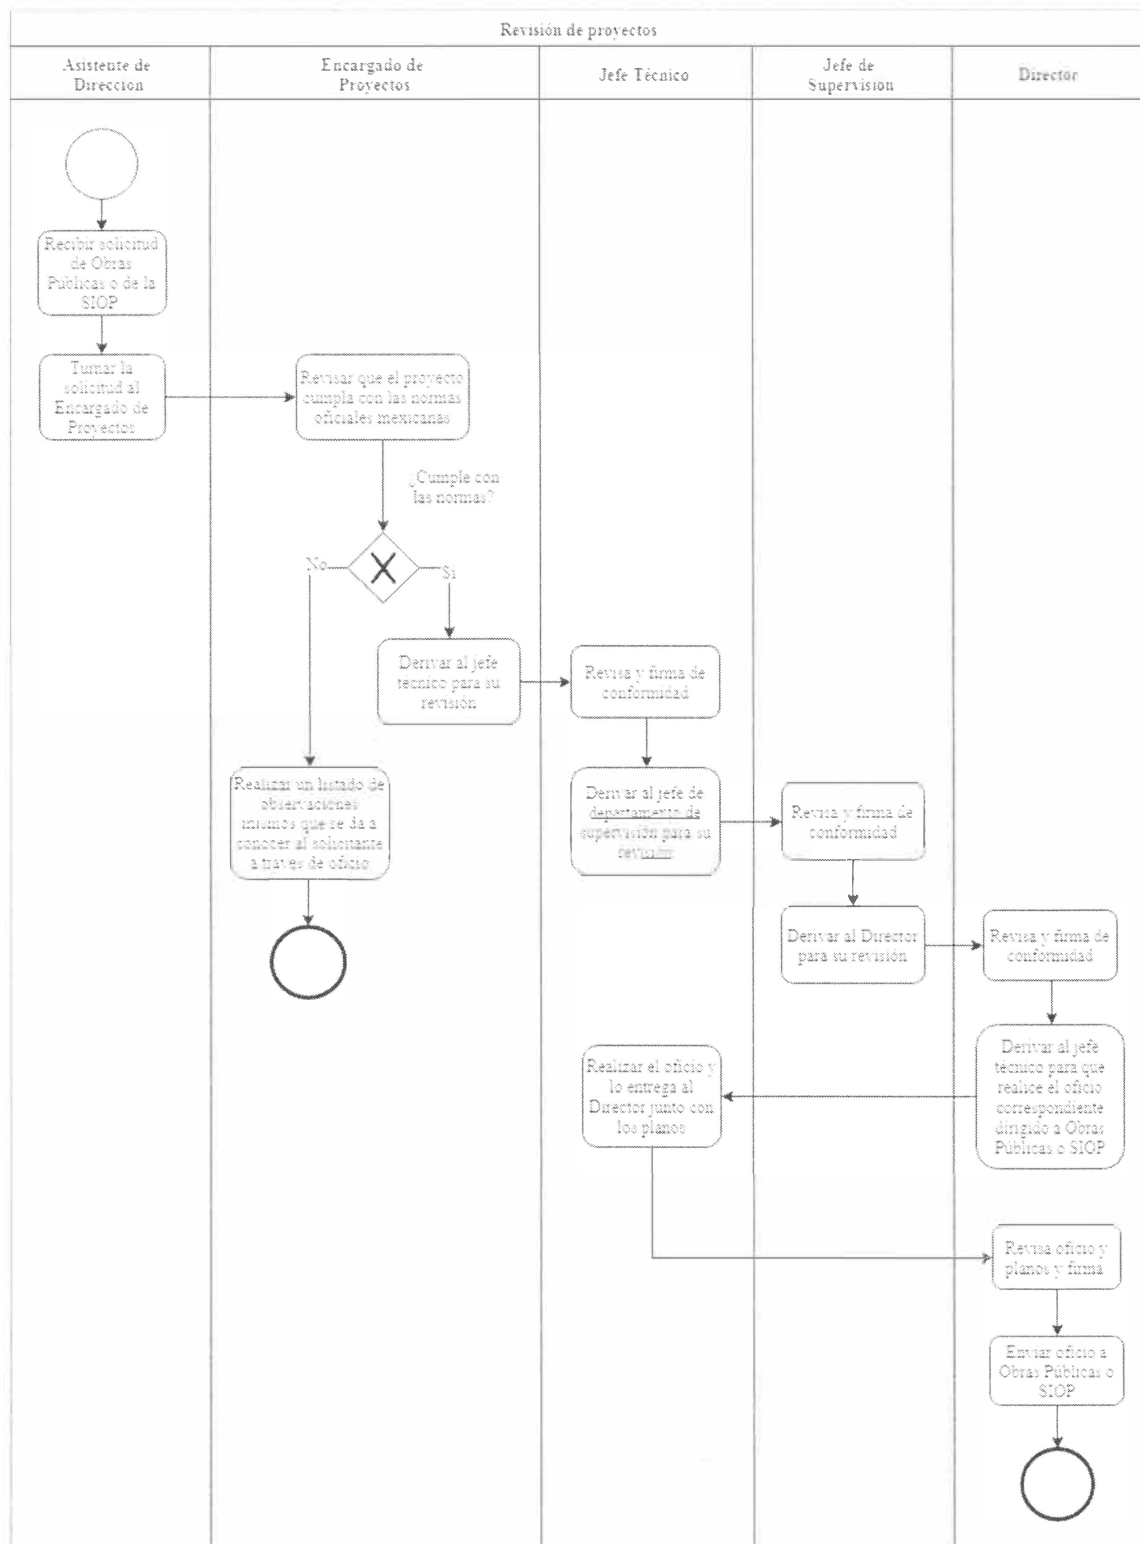 Revisión de proyectos
Asistente de
Direccion
Encargado de
Proyectos
Jefe Técnico
Jefe de
Supervision
Director
Recibir solicitud
de Obras
Publicas o de la
SIOP
Turnar la
solicitud al
Encargado de
Proyector
Revisar que el proyecto
cumpla con las normas
oficiales mexicanas
¿Cumple con
las normas?
No
Si
Derivar al jefe
tecnico para su
revisión
Revisa y firma de
conformidad
Realizar un listado de
observaciones
mismos que se da a
conocer al solicitante
a traves de oficio
Derivar al jefe de
departamento de
supervisión para su
revisión
Revisa y firma de
conformidad
Derivar al Director
para su revisión
Revisa y firma de
conformidad
Derivar al jefe
técnico para que
realice el oficio
correspondiente
dirigido a Obras
Públicas o SIOP
Realizar el oficio y
lo entrega al
Director junto con
los planos
Revisa oficio y
planos y firma
Enviar oficio a
Obras Públicas o
SIOP